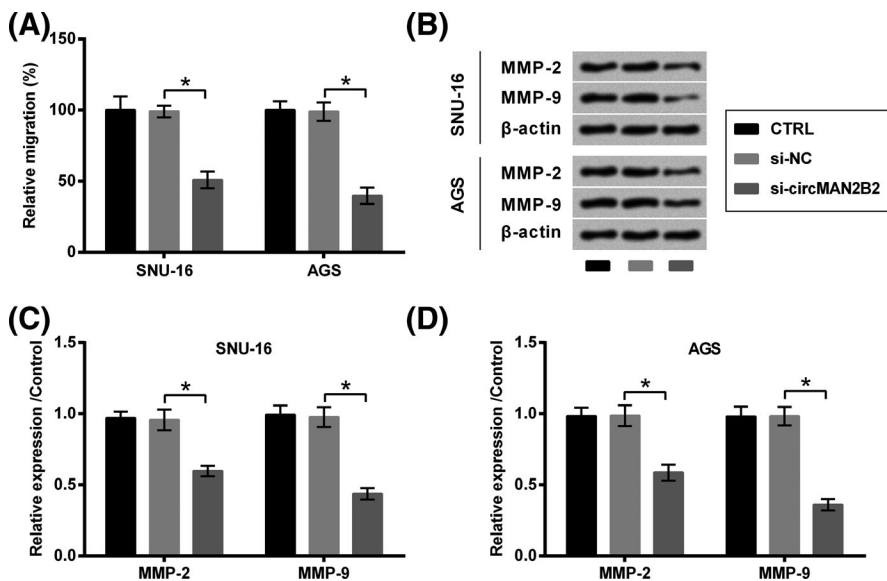 (A)
150
100
50
0
Relative migration (%)
*
*
SNU-16
AGS
(B)
SNU-16
MMP-2
MMP-9
β-actin
AGS
MMP-2
MMP-9
β-actin
CTRL
si-NC
si-circMAN2B2
(C)
SNU-16
1.5
1.0
0.5
0.0
Relative expression /Control
*
*
MMP-2
MMP-9
(D)
AGS
1.5
1.0
0.5
0.0
Relative expression /Control
*
*
MMP-2
MMP-9